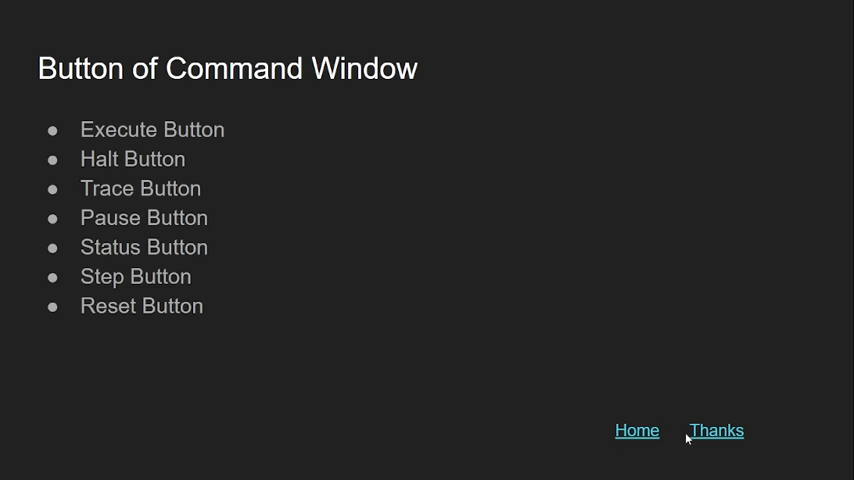 Button of Command Window
● Execute Button
● Halt Button
● Trace Button
● Pause Button
● Status Button
● Step Button
● Reset Button
Home Thanks